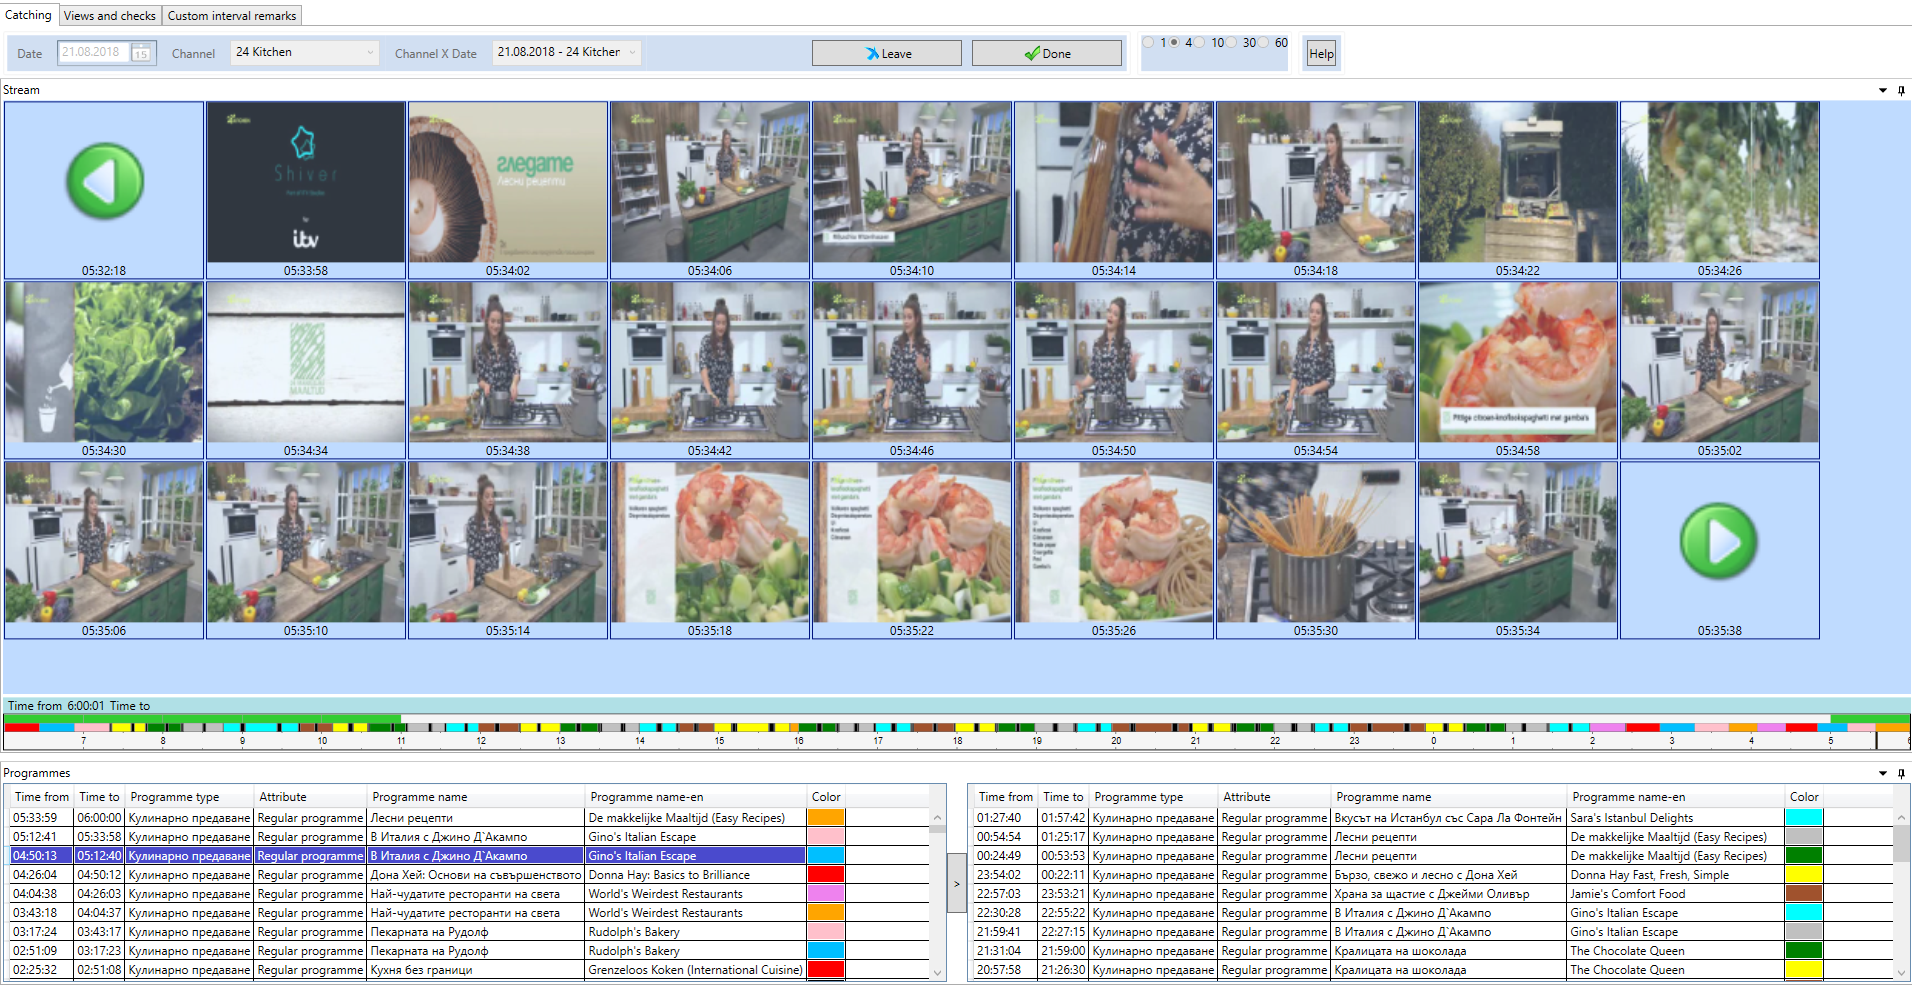 Catching Views and checks Custom interval remarks
Date 21.08.2018 15 Channel 24 Kitchen Channel X Date 21.08.2018 - 24 Kitchen Leave Done 1 4 10 30 60 Help
Stream
Shiver
itv
гледате
Лесни рецепти
05:32:18 05:33:58 05:34:02 05:34:06 05:34:10 05:34:14 05:34:18 05:34:22 05:34:26
Pittige citroen-knoflookspaghetti met gamba's
05:34:30 05:34:34 05:34:38 05:34:42 05:34:46 05:34:50 05:34:54 05:34:58 05:35:02
05:35:06 05:35:10 05:35:14 05:35:18 05:35:22 05:35:26 05:35:30 05:35:34 05:35:38
Time from 6:00:01 Time to
7 8 9 10 11 12 13 14 15 16 17 18 19 20 21 22 23 0 1 2 3 4 5 6
Programmes
Time from Time to Programme type Attribute Programme name Programme name-en Color
05:33:59 06:00:00 Кулинарно предаване Regular programme Лесни рецепти De makkelijke Maaltijd (Easy Recipes)
05:12:41 05:33:58 Кулинарно предаване Regular programme В Италия с Джино Д`Акампо Gino's Italian Escape
04:50:13 05:12:40 Кулинарно предаване Regular programme В Италия с Джино Д`Акампо Gino's Italian Escape
04:26:04 04:50:12 Кулинарно предаване Regular programme Дона Хей: Основи на съвършенството Donna Hay: Basics to Brilliance
04:04:38 04:26:03 Кулинарно предаване Regular programme Най-чудатите ресторанти на света World's Weirdest Restaurants
03:43:18 04:04:37 Кулинарно предаване Regular programme Най-чудатите ресторанти на света World's Weirdest Restaurants
03:17:24 03:43:17 Кулинарно предаване Regular programme Пекарната на Рудолф Rudolph's Bakery
02:51:09 03:17:23 Кулинарно предаване Regular programme Пекарната на Рудолф Rudolph's Bakery
02:25:32 02:51:08 Кулинарно предаване Regular programme Кухня без граници Grenzeloos Koken (International Cuisine)
>
Time from Time to Programme type Attribute Programme name Programme name-en Color
01:27:40 01:57:42 Кулинарно предаване Regular programme Вкусът на Истанбул със Сара Ла Фонтейн Sara's Istanbul Delights
00:54:54 01:25:17 Кулинарно предаване Regular programme Лесни рецепти De makkelijke Maaltijd (Easy Recipes)
00:24:49 00:53:53 Кулинарно предаване Regular programme Лесни рецепти De makkelijke Maaltijd (Easy Recipes)
23:54:02 00:22:11 Кулинарно предаване Regular programme Бързо, свежо и лесно с Дона Хей Donna Hay Fast, Fresh, Simple
22:57:03 23:53:21 Кулинарно предаване Regular programme Храна за щастие с Джейми Оливър Jamie's Comfort Food
22:30:28 22:55:22 Кулинарно предаване Regular programme В Италия с Джино Д`Акампо Gino's Italian Escape
21:59:41 22:27:15 Кулинарно предаване Regular programme В Италия с Джино Д`Акампо Gino's Italian Escape
21:31:04 21:59:00 Кулинарно предаване Regular programme Кралицата на шоколада The Chocolate Queen
20:57:58 21:26:30 Кулинарно предаване Regular programme Кралицата на шоколада The Chocolate Queen